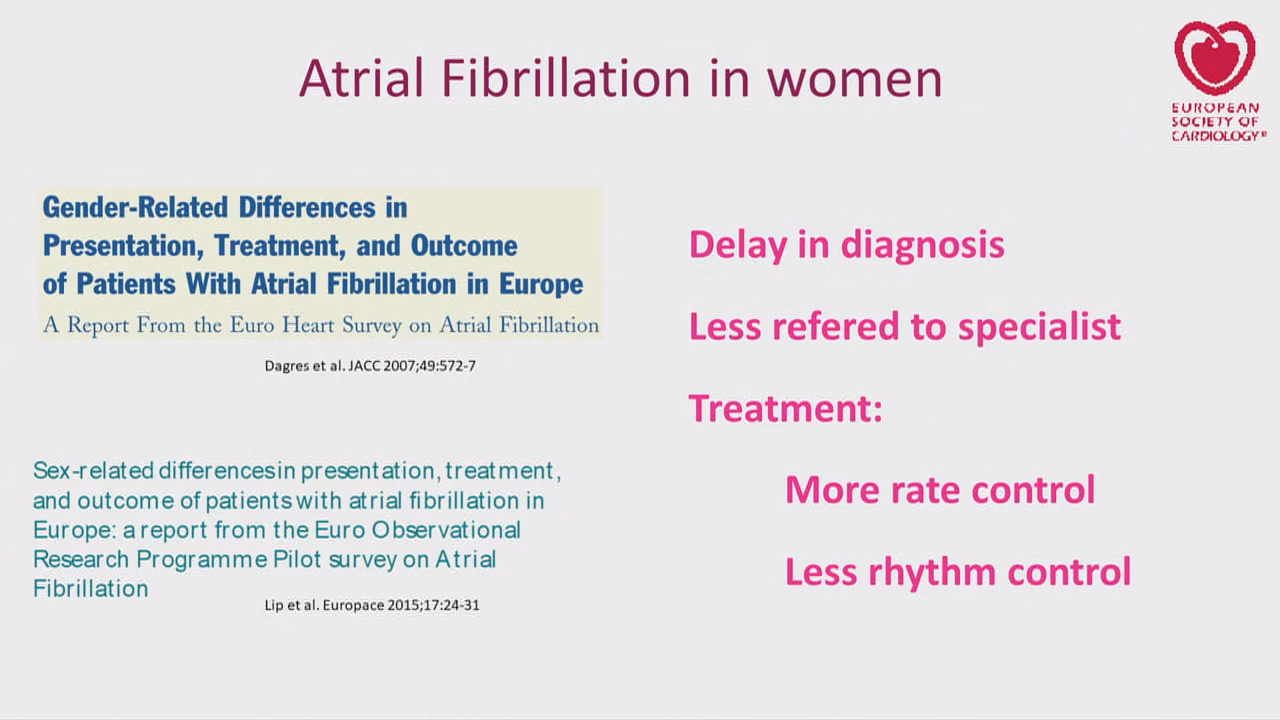 Atrial Fibrillation in women
EUROPEAN
SOCIETY OF
CARDIOLOGY®
Gender-Related Differences in
Presentation, Treatment, and Outcome
of Patients With Atrial Fibrillation in Europe
A Report From the Euro Heart Survey on Atrial Fibrillation
Dagres et al. JACC 2007;49:572-7
Sex-related differencesin presentation, treatment,
and outcome of patients with atrial fibrillation in
Europe: a report from the Euro Observational
Research Programme Pilot survey on Atrial
Fibrillation
Lip et al. Europace 2015;17:24-31
Delay in diagnosis
Less refered to specialist
Treatment:
More rate control
Less rhythm control